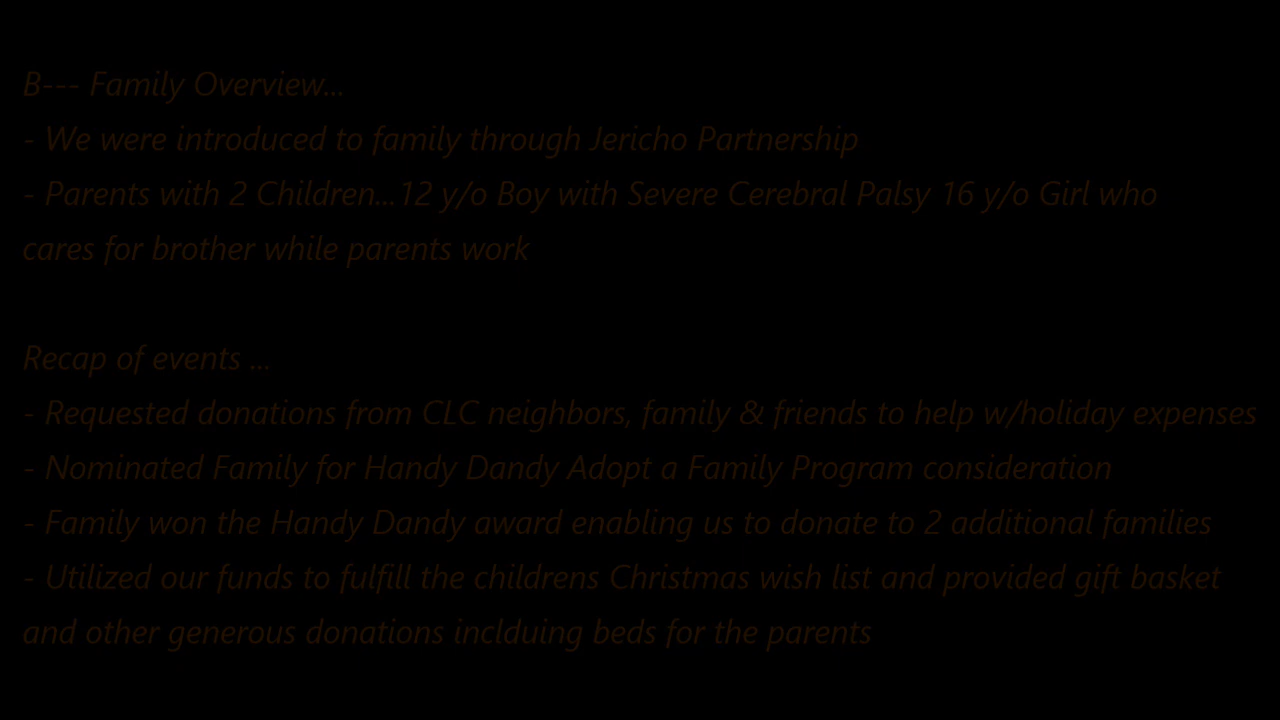 B--- Family Overview...
- We were introduced to family through Jericho Partnership
- Parents with 2 Children...12 y/o Boy with Severe Cerebral Palsy 16 y/o Girl who
cares for brother while parents work
Recap of events ...
- Requested donations from CLC neighbors, family & friends to help w/holiday expenses
- Nominated Family for Handy Dandy Adopt a Family Program consideration
- Family won the Handy Dandy award enabling us to donate to 2 additional families
- Utilized our funds to fulfill the childrens Christmas wish list and provided gift basket
and other generous donations inclduing beds for the parents